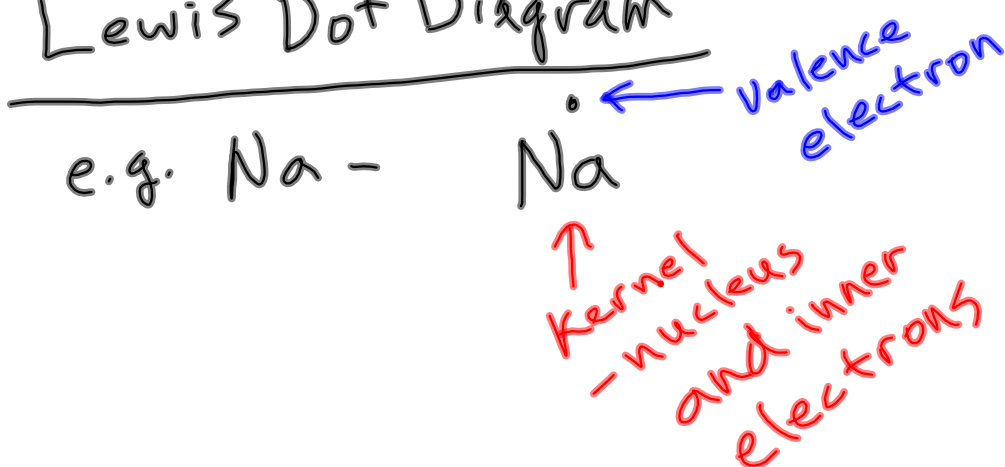 Lewis Dot Diagram
valence
electron
e.g. Na - Na
Kernel
- nucleus
and inner
electrons